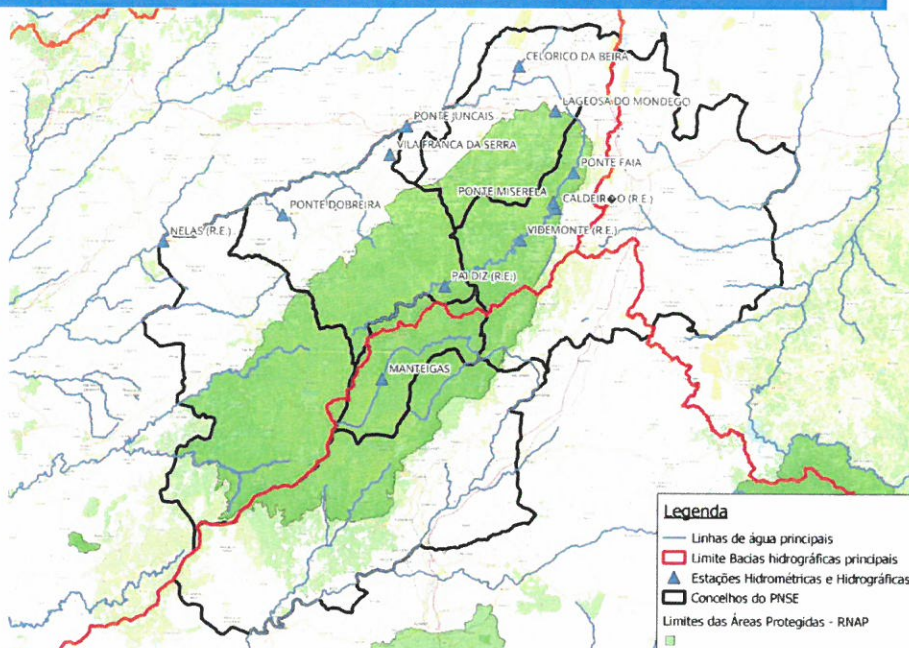 CELORICO DA BEIRA
LAGEOSA DO MONDEGO
PONTE JUNCAIS
VILA FRANCA DA SERRA
PONTE FAIA
PONTE MISERELA
CALDEIR�O (R.E.)
PONTE DOBREIRA
VIDEMONTE (R.E.)
NELAS (R.E.)
PAI DIZ (R.E.)
MANTEIGAS
Legenda
Linhas de água principais
Limite Bacias hidrográficas principais
Estações Hidrométricas e Hidrográficas
Concelhos do PNSE
Limites das Áreas Protegidas - RNAP